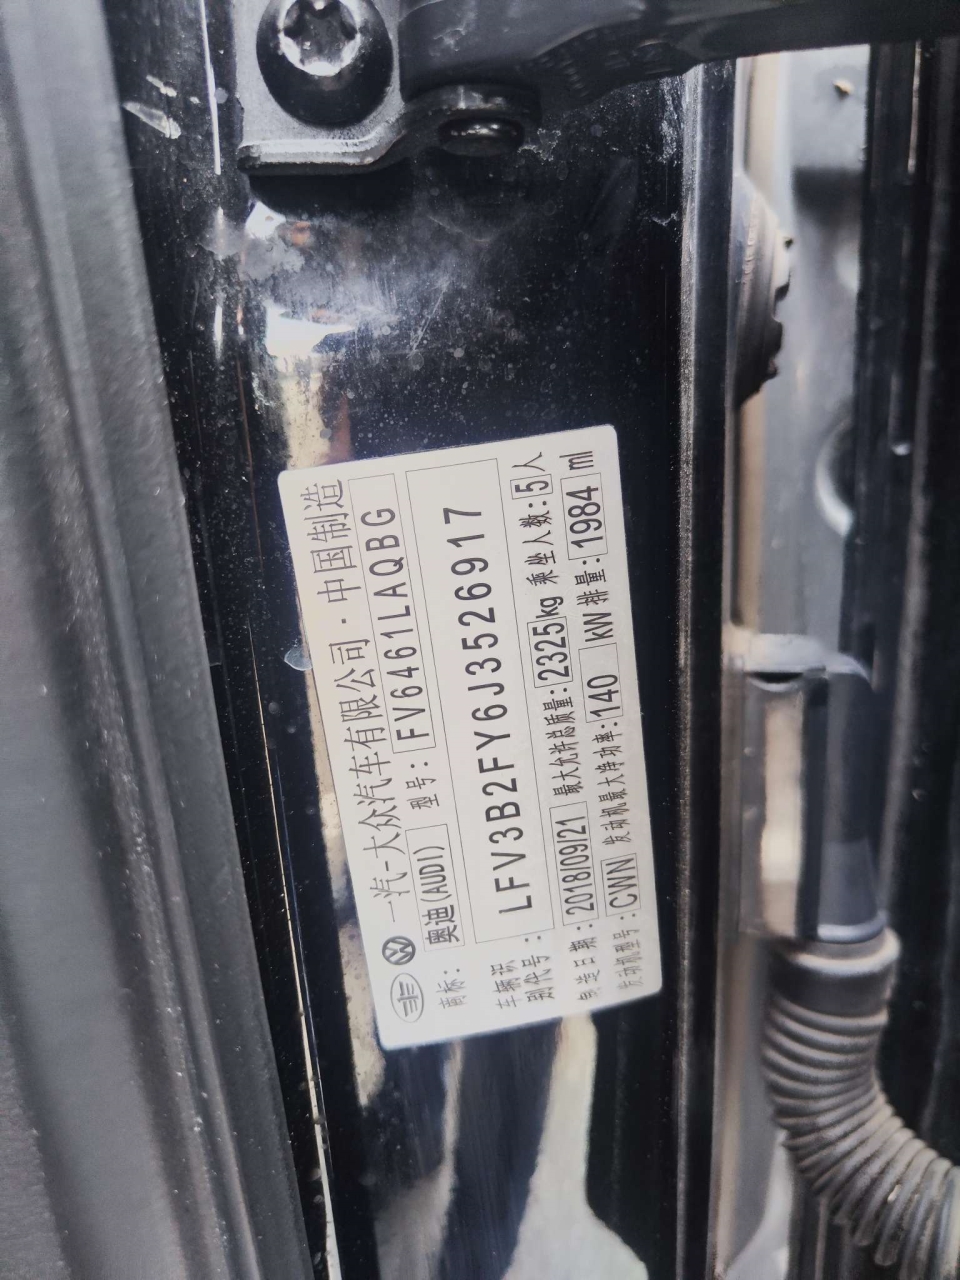 一汽-大众汽车有限公司·中国制造
商标: 奥迪(AUDI) 型号: FV6461LAQBG
车辆识别代号: LFV3B2FY6J3526917
制造日期: 2018|09|21 最大允许总质量: 2325kg 乘坐人数: 5人
发动机型号: CWN 发动机最大净功率: 140 kW 排量: 1984 ml